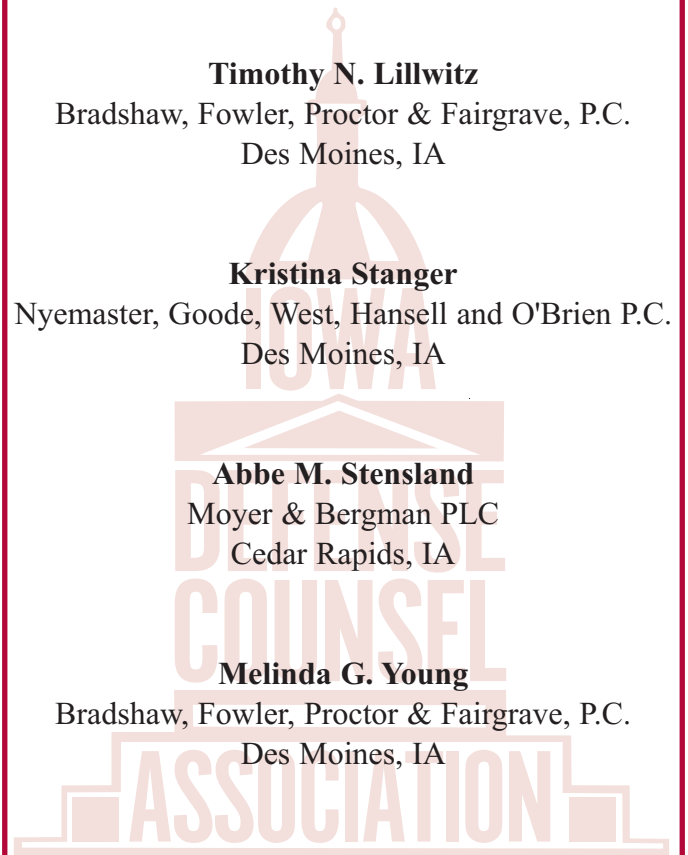 Timothy N. Lillwitz
Bradshaw, Fowler, Proctor & Fairgrave, P.C.
Des Moines, IA
Kristina Stanger
Nyemaster, Goode, West, Hansell and O'Brien P.C.
Des Moines, IA
IOWA
Abbe M. Stensland
Moyer & Bergman PLC
Cedar Rapids, IA
DEFENSE
COUNSEL
Melinda G. Young
Bradshaw, Fowler, Proctor & Fairgrave, P.C.
Des Moines, IA
ASSOCIATION